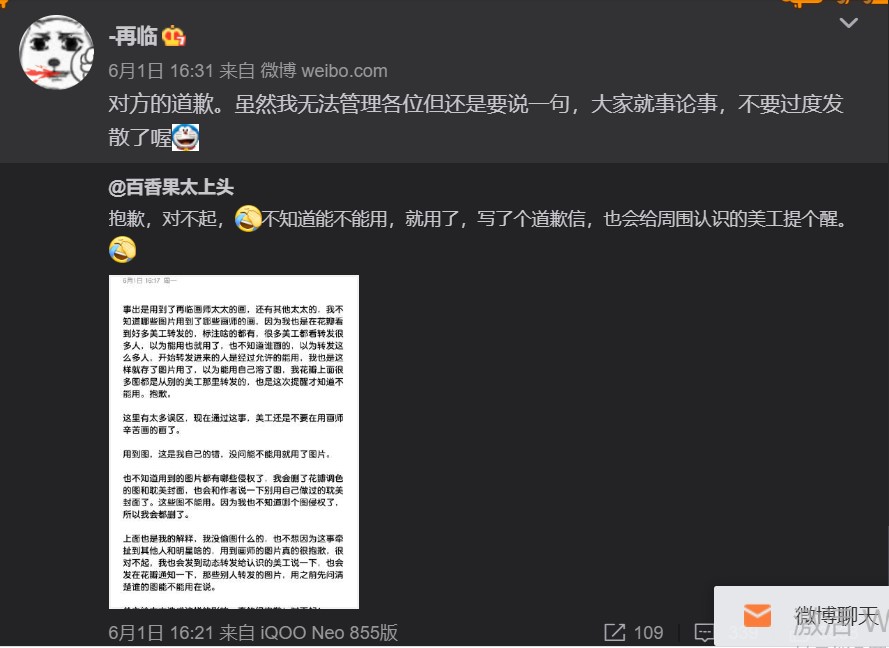 -再临
6月1日 16:31 来自 微博 weibo.com
对方的道歉。虽然我无法管理各位但还是要说一句，大家就事论事，不要过度发
散了喔
@百香果太上头
抱歉，对不起，不知道能不能用，就用了，写了个道歉信，也会给周围认识的美工提个醒。
6月1日 16:17 周一
事出是用到了再临画师太太的画，还有其他太太的，我不
知道哪些图片用到了哪些画师的画，因为我也是在花瓣看
到好多美工转发的，标注啥的都有，很多美工都看转发很
多人，以为能用也就用了，也不知道谁画的，以为转发这
么多人，开始转发进来的人是经过允许的能用，我也是这
样就存了图片用了，以为能用自己溶了图，我花瓣上面很
多图都是从别的美工那里转发的，也是这次提醒才知道不
能用。抱歉。
这里有太多误区，现在通过这事，美工还是不要在用画师
辛苦画的画了。
用到图，这是我自己的错，没问能不能用就用了图片。
也不知道用到的图片都有哪些侵权了，我会删了花瓣调色
的图和耽美封面，也会和作者说一下别用自己做过的耽美
封面了。这些图不能用。因为我也不知道哪个图侵权了，
所以我会都删了。
上面也是我的解释，我没偷图什么的，也不想因为这事牵
扯到其他人和明星啥的，用到画师的图片真的很抱歉，很
对不起，我也会发到动态转发给认识的美工说一下，也会
发在花瓣通知一下，那些别人转发的图片，用之前先问清
楚谁的图能不能用在说。
6月1日 16:21 来自 iQOO Neo 855版
109
微博聊天
激活 W